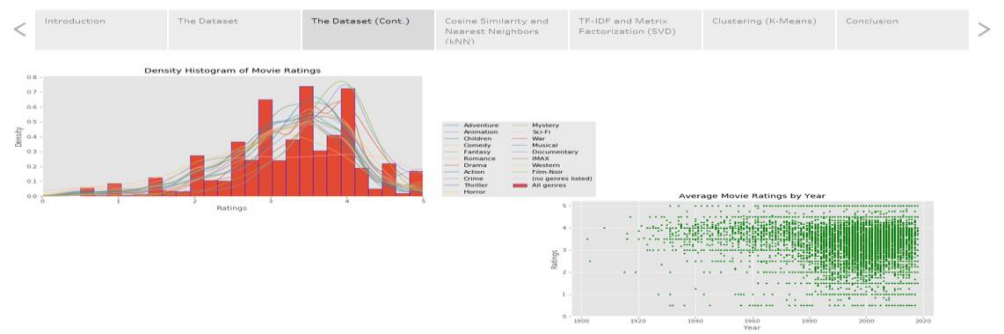 <
Introduction
The Dataset
The Dataset (Cont.)
Cosine Similarity and
Nearest Neighbors
(kNN)
TF-IDF and Matrix
Factorization (SVD)
Clustering (K-Means)
Conclusion
>
Density Histogram of Movie Ratings
Density
0.8
0.7
0.6
0.5
0.4
0.3
0.2
0.1
0.0
0
1
2
3
4
5
Ratings
Adventure
Animation
Children
Comedy
Fantasy
Romance
Drama
Action
Crime
Thriller
Horror
Mystery
Sci-Fi
War
Musical
Documentary
IMAX
Western
Film-Noir
(no genres listed)
All genres
Average Movie Ratings by Year
Ratings
5
4
3
2
1
0
1900
1920
1940
1960
1980
2000
2020
Year